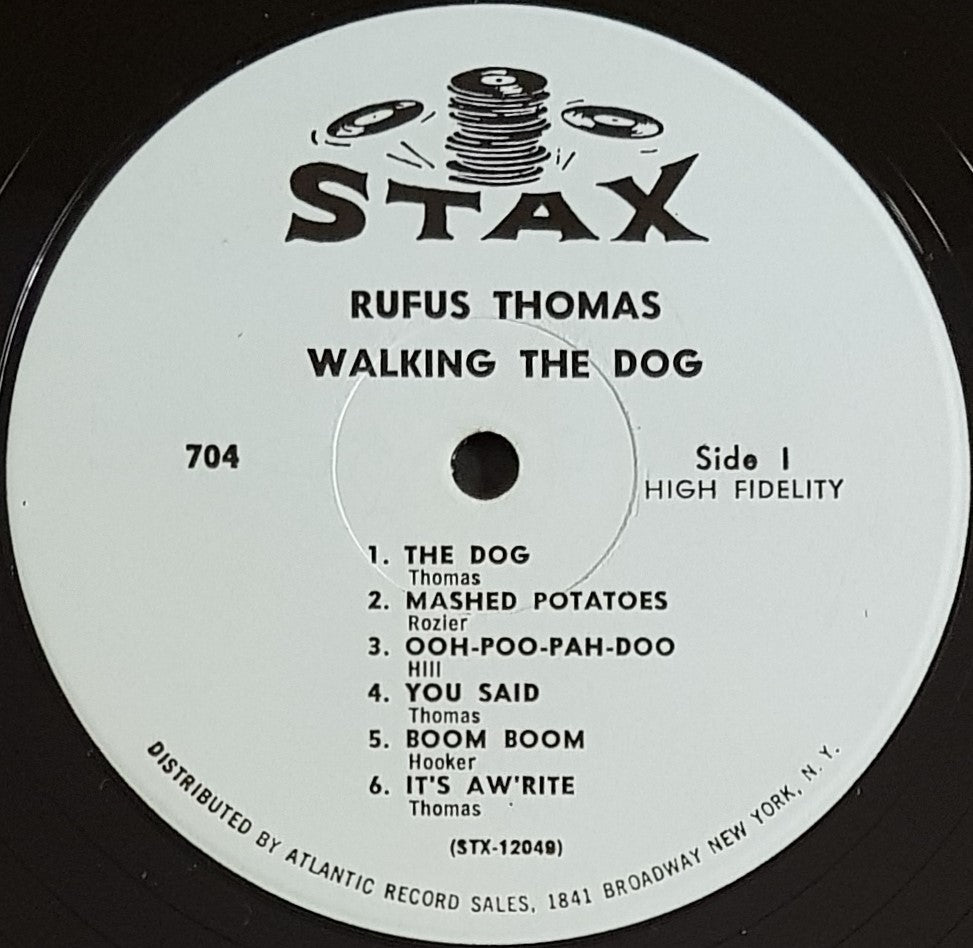 STAX
RUFUS THOMAS
WALKING THE DOG
704
Side 1
HIGH FIDELITY
1. THE DOG
Thomas
2. MASHED POTATOES
Rozier
3. OOH-POO-PAH-DOO
Hill
4. YOU SAID
Thomas
5. BOOM BOOM
Hooker
6. IT'S AW'RITE
Thomas
(STX-12049)
DISTRIBUTED BY ATLANTIC RECORD SALES, 1841 BROADWAY NEW YORK, N. Y.